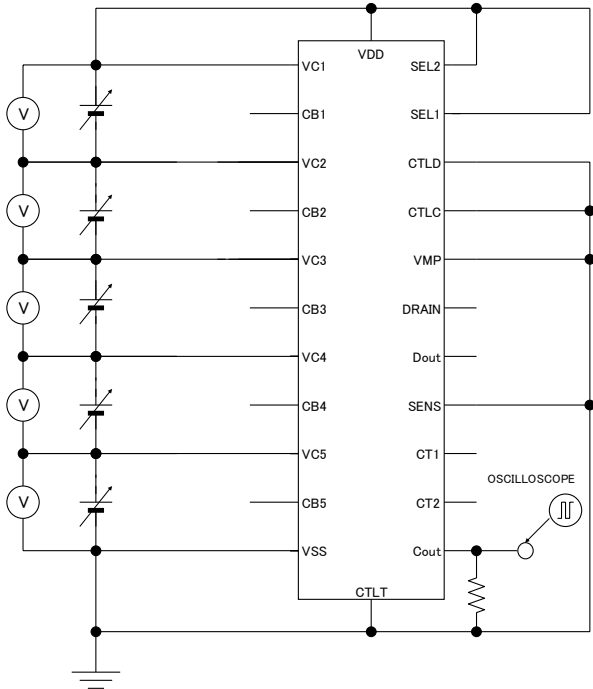 VDD
VC1
SEL2
V
CB1
SEL1
VC2
CTLD
V
CB2
CTLC
VC3
VMP
V
CB3
DRAIN
VC4
Dout
V
CB4
SENS
VC5
CT1
OSCILLOSCOPE
V
CB5
CT2
VSS
Cout
CTLT